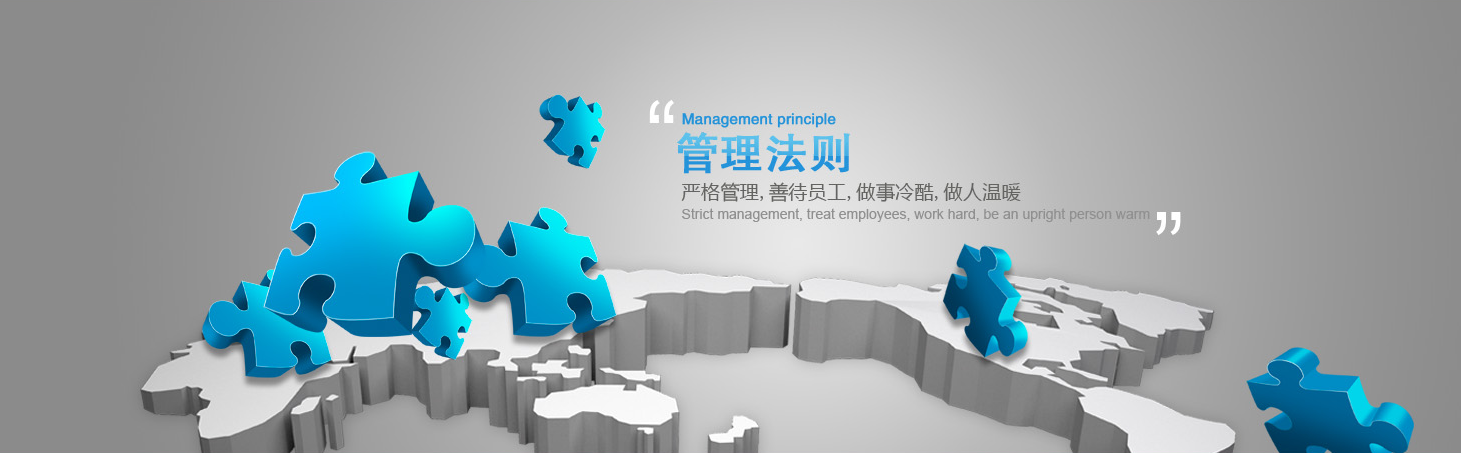 Management principle
管理法则
严格管理,善待员工,做事冷酷,做人温暖
Strict management, treat employees, work hard, be an upright person warm